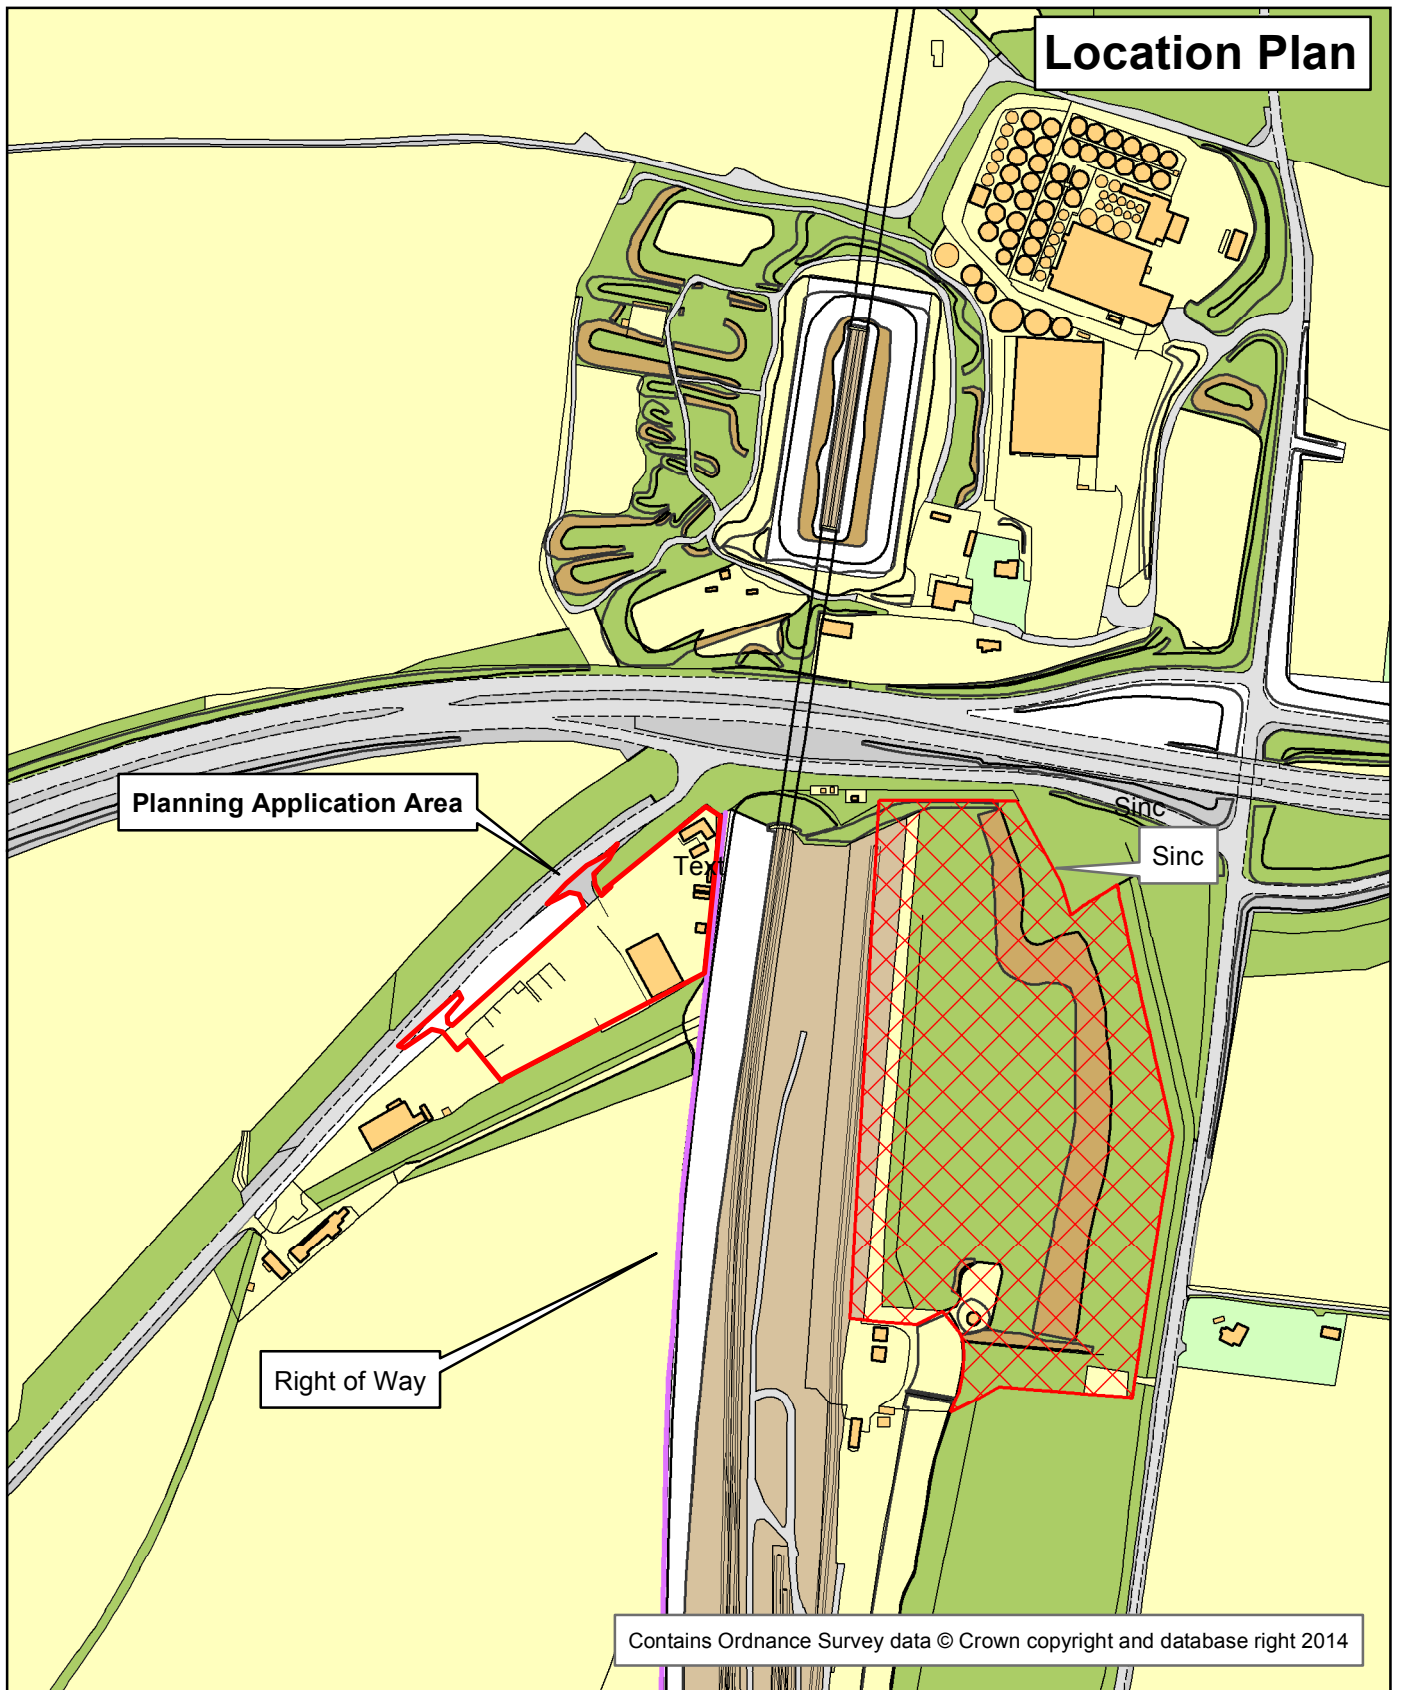 Location Plan
Planning Application Area
Sinc
Sinc
Text
Right of Way
Contains Ordnance Survey data © Crown copyright and database right 2014